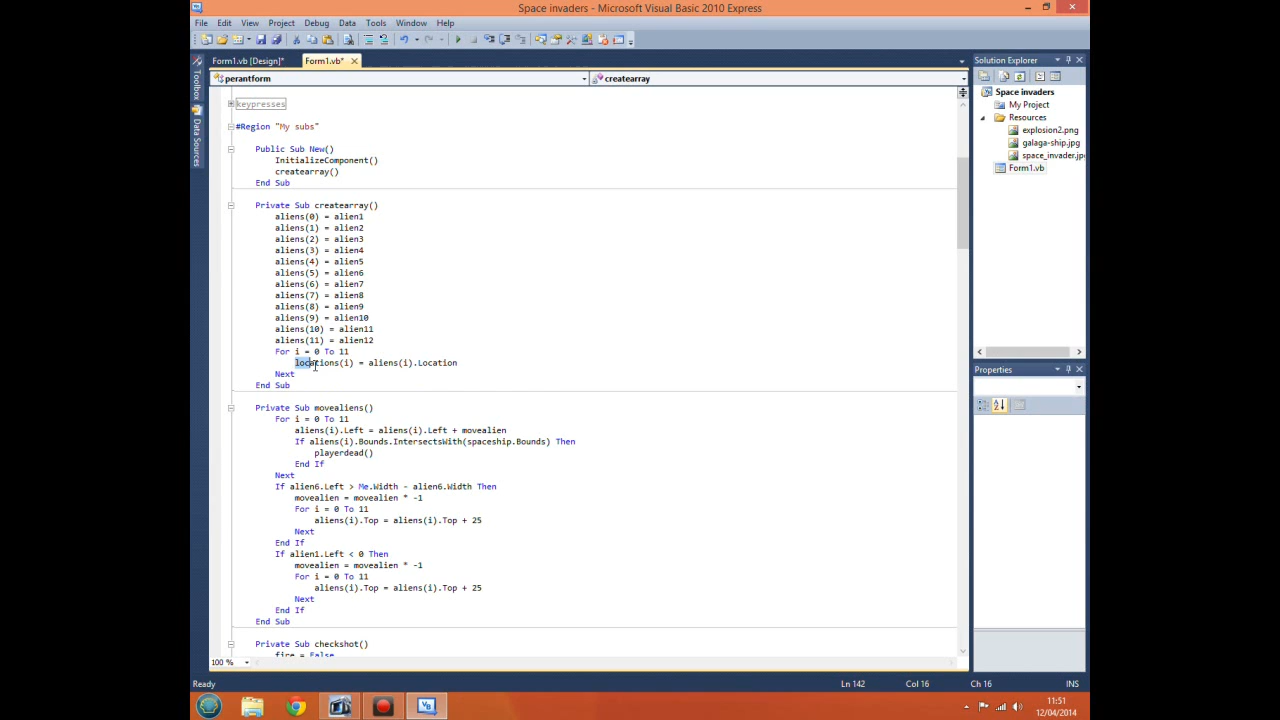 Space invaders - Microsoft Visual Basic 2010 Express
File Edit View Project Debug Data Tools Window Help
Form1.vb [Design]* Form1.vb*
perantform createarray
keypresses
#Region "My subs"
Public Sub New()
InitializeComponent()
createarray()
End Sub
Private Sub createarray()
aliens(0) = alien1
aliens(1) = alien2
aliens(2) = alien3
aliens(3) = alien4
aliens(4) = alien5
aliens(5) = alien6
aliens(6) = alien7
aliens(7) = alien8
aliens(8) = alien9
aliens(9) = alien10
aliens(10) = alien11
aliens(11) = alien12
For i = 0 To 11
locations(i) = aliens(i).Location
Next
End Sub
Private Sub movealiens()
For i = 0 To 11
aliens(i).Left = aliens(i).Left + movealien
If aliens(i).Bounds.IntersectsWith(spaceship.Bounds) Then
playerdead()
End If
Next
If alien6.Left > Me.Width - alien6.Width Then
movealien = movealien * -1
For i = 0 To 11
aliens(i).Top = aliens(i).Top + 25
Next
End If
If alien1.Left < 0 Then
movealien = movealien * -1
For i = 0 To 11
aliens(i).Top = aliens(i).Top + 25
Next
End If
End Sub
Private Sub checkshot()
fire = False
100 %
Toolbox
Data Sources
Solution Explorer
Space invaders
My Project
Resources
explosion2.png
galaga-ship.jpg
space_invader.jp
Form1.vb
Properties
Ready Ln 142 Col 16 Ch 16 INS
11:51
12/04/2014